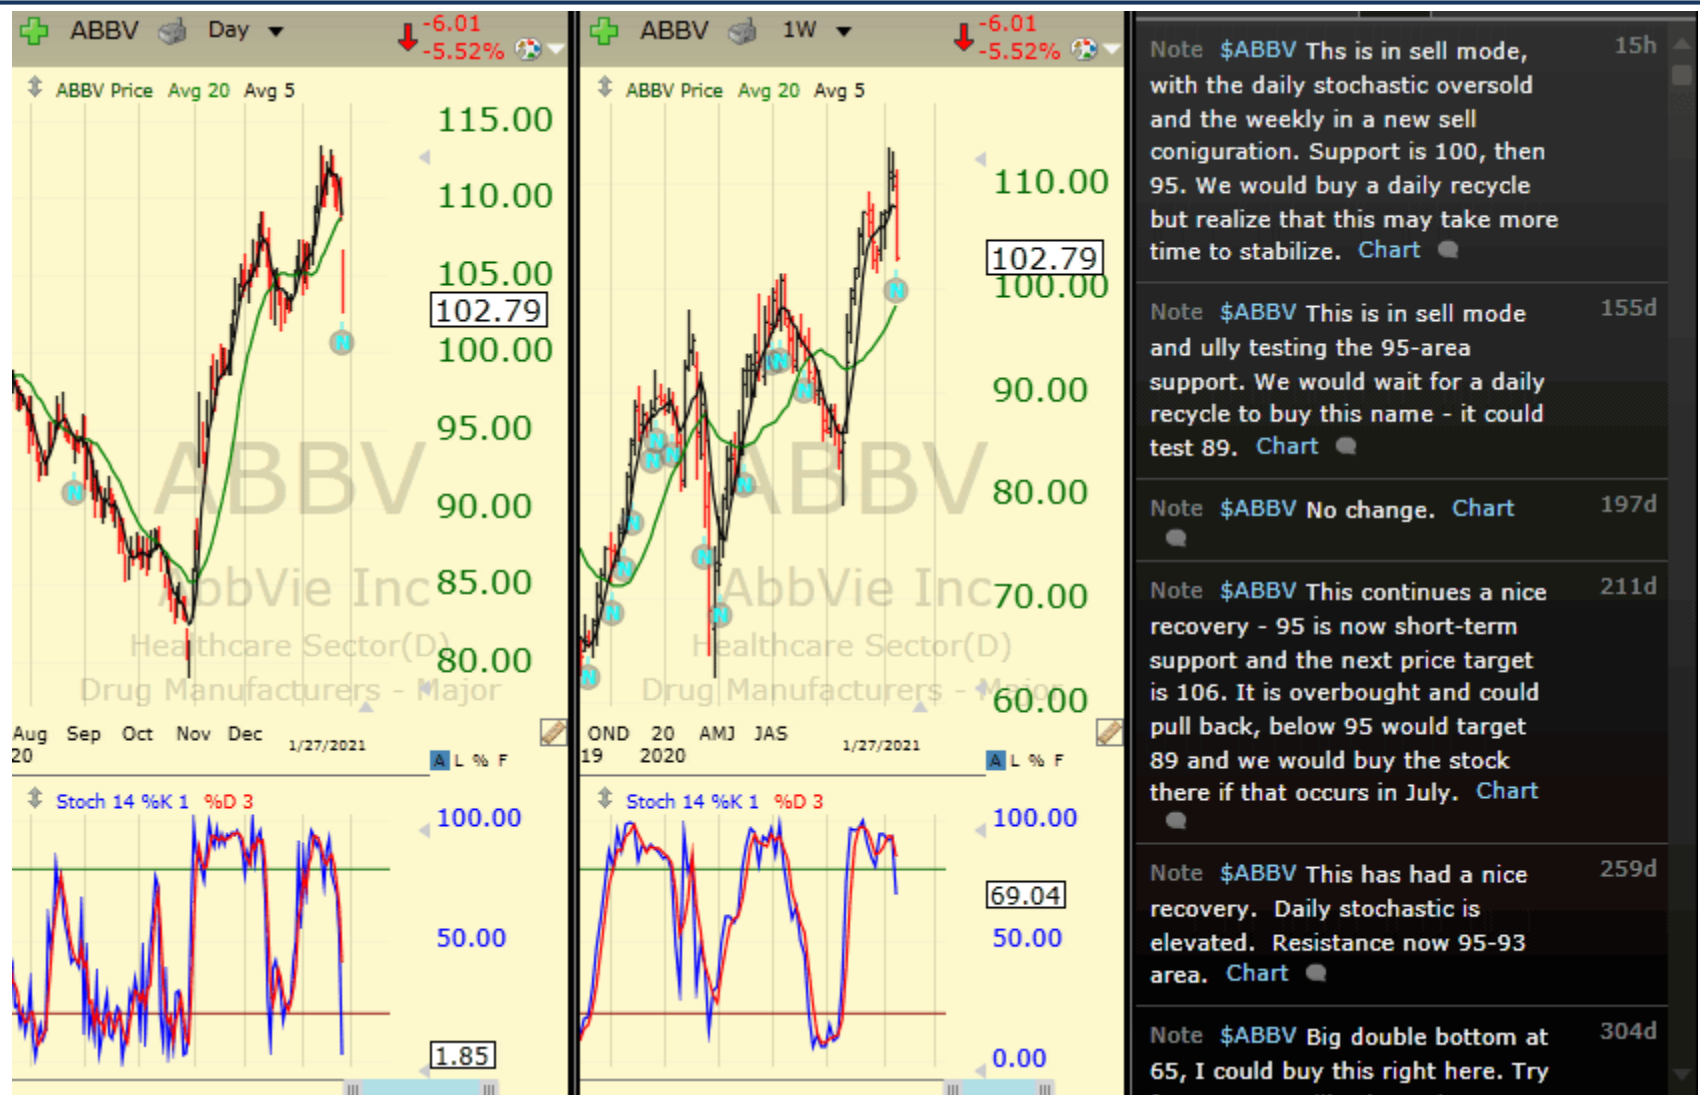 ABBV Day -6.01
-5.52%
ABBV Price Avg 20 Avg 5
115.00
110.00
105.00
102.79
100.00
95.00
90.00
85.00
80.00
N
N
ABBV
AbbVie Inc
Healthcare Sector(D)
Drug Manufacturers - Major
Aug Sep Oct Nov Dec 1/27/2021
20
A L % F
Stoch 14 %K 1 %D 3
100.00
50.00
1.85
ABBV 1W -6.01
-5.52%
ABBV Price Avg 20 Avg 5
110.00
102.79
100.00
90.00
80.00
70.00
60.00
N
N
N
N
N
N
N
N
N
N
N
N
N
N
ABBV
AbbVie Inc
Healthcare Sector(D)
Drug Manufacturers - Major
OND 20 AMJ JAS 1/27/2021
19 2020
A L % F
Stoch 14 %K 1 %D 3
100.00
69.04
50.00
0.00
Note $ABBV Ths is in sell mode, 15h
with the daily stochastic oversold
and the weekly in a new sell
coniguration. Support is 100, then
95. We would buy a daily recycle
but realize that this may take more
time to stabilize. Chart
Note $ABBV This is in sell mode 155d
and ully testing the 95-area
support. We would wait for a daily
recycle to buy this name - it could
test 89. Chart
Note $ABBV No change. Chart 197d
Note $ABBV This continues a nice 211d
recovery - 95 is now short-term
support and the next price target
is 106. It is overbought and could
pull back, below 95 would target
89 and we would buy the stock
there if that occurs in July. Chart
Note $ABBV This has had a nice 259d
recovery. Daily stochastic is
elevated. Resistance now 95-93
area. Chart
Note $ABBV Big double bottom at 304d
65, I could buy this right here. Try